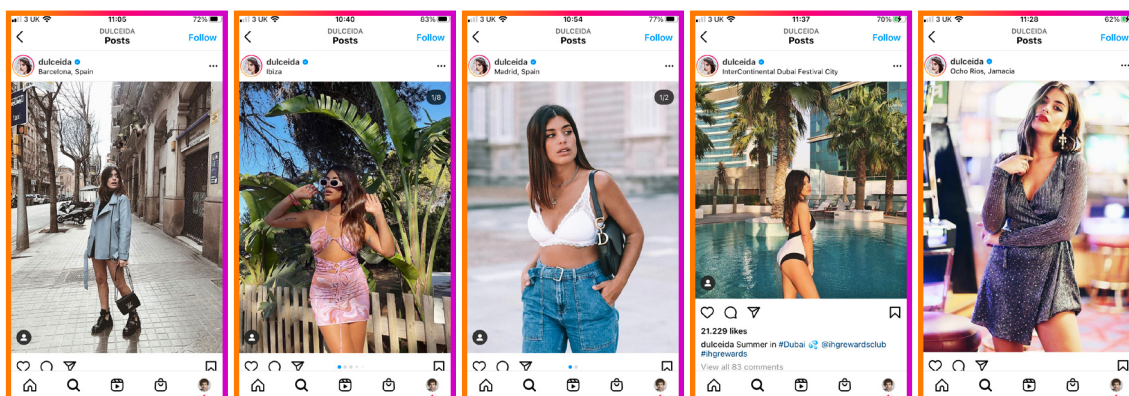 3 UK 11:05 72%
DULCEIDA
Posts
Follow
dulceida
Barcelona, Spain
3 UK 10:40 83%
DULCEIDA
Posts
Follow
dulceida
Ibiza
1/8
3 UK 10:54 77%
DULCEIDA
Posts
Follow
dulceida
Madrid, Spain
1/2
D
3 UK 11:37 70%
DULCEIDA
Posts
Follow
dulceida
InterContinental Dubai Festival City
21.229 likes
dulceida Summer in #Dubai 💦 @ihgrewardsclub
#ihgrewards
View all 83 comments
3 UK 11:28 62%
DULCEIDA
Posts
Follow
dulceida
Ocho Rios, Jamacia